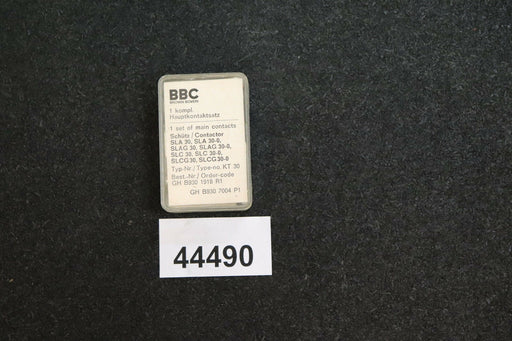 BBC
BROWN BOVERI
1 kompl.
Hauptkontaktsatz
1 set of main contacts
Schütz / Contactor
SLA 30, SLA 30-0,
SLAG 30, SLAG 30-0,
SLC 30, SLC 30-0,
SLCG 30, SLCG 30-0
Typ-Nr / Type-no. KT 30
Best.-Nr / Order-code
GH B930 1918 R1
GH B930 7004 P1
44490